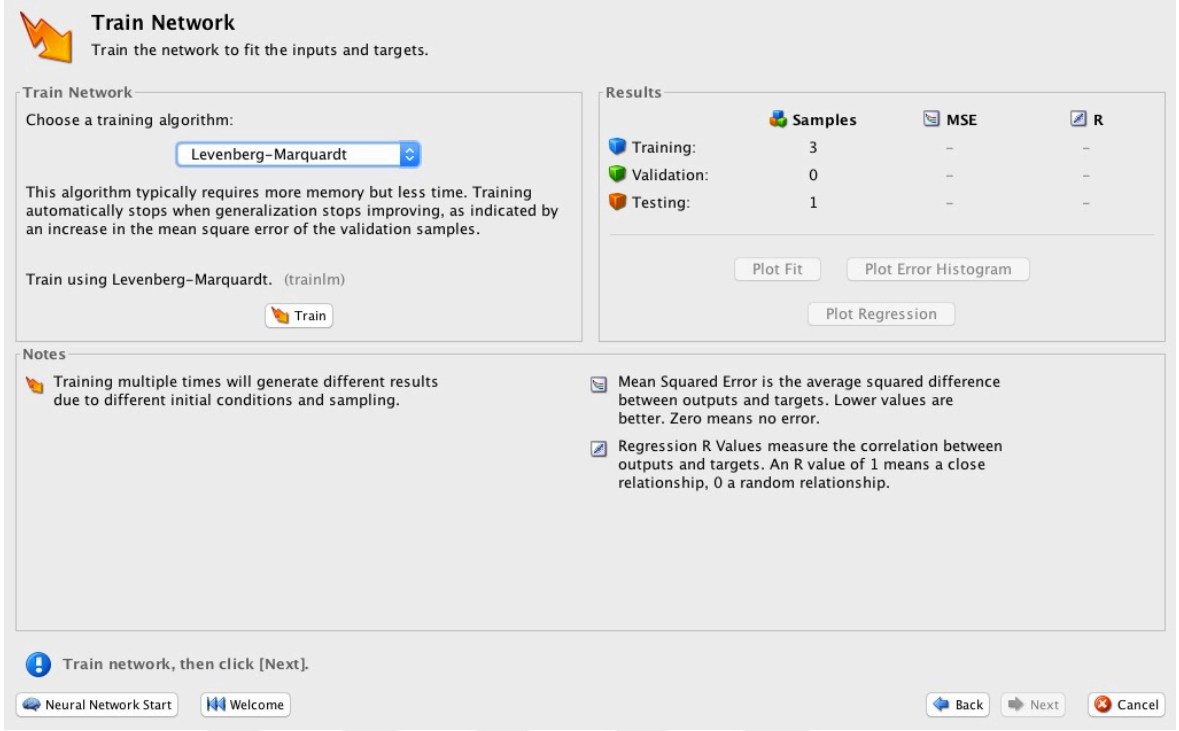 Train Network
Train the network to fit the inputs and targets.
Train Network
Choose a training algorithm:
Levenberg-Marquardt
This algorithm typically requires more memory but less time. Training
automatically stops when generalization stops improving, as indicated by
an increase in the mean square error of the validation samples.
Train using Levenberg-Marquardt. (trainlm)
Train
Results
Samples MSE R
Training: 3 - -
Validation: 0 - -
Testing: 1 - -
Plot Fit Plot Error Histogram
Plot Regression
Notes
Training multiple times will generate different results
due to different initial conditions and sampling.
Mean Squared Error is the average squared difference
between outputs and targets. Lower values are
better. Zero means no error.
Regression R Values measure the correlation between
outputs and targets. An R value of 1 means a close
relationship, 0 a random relationship.
Train network, then click [Next].
Neural Network Start Welcome Back Next Cancel